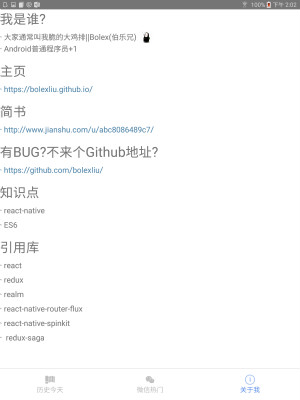 100% 下午 2:02
我是谁?
· 大家通常叫我脆的大鸡排||Bolex(伯乐兄)
· Android普通程序员+1
主页
· https://bolexliu.github.io/
简书
· http://www.jianshu.com/u/abc8086489c7/
有BUG?不来个Github地址?
· https://github.com/bolexliu/
知识点
· react-native
· ES6
引用库
· react
· redux
· realm
· react-native-router-flux
· react-native-spinkit
· redux-saga
历史今天 微信热门 关于我